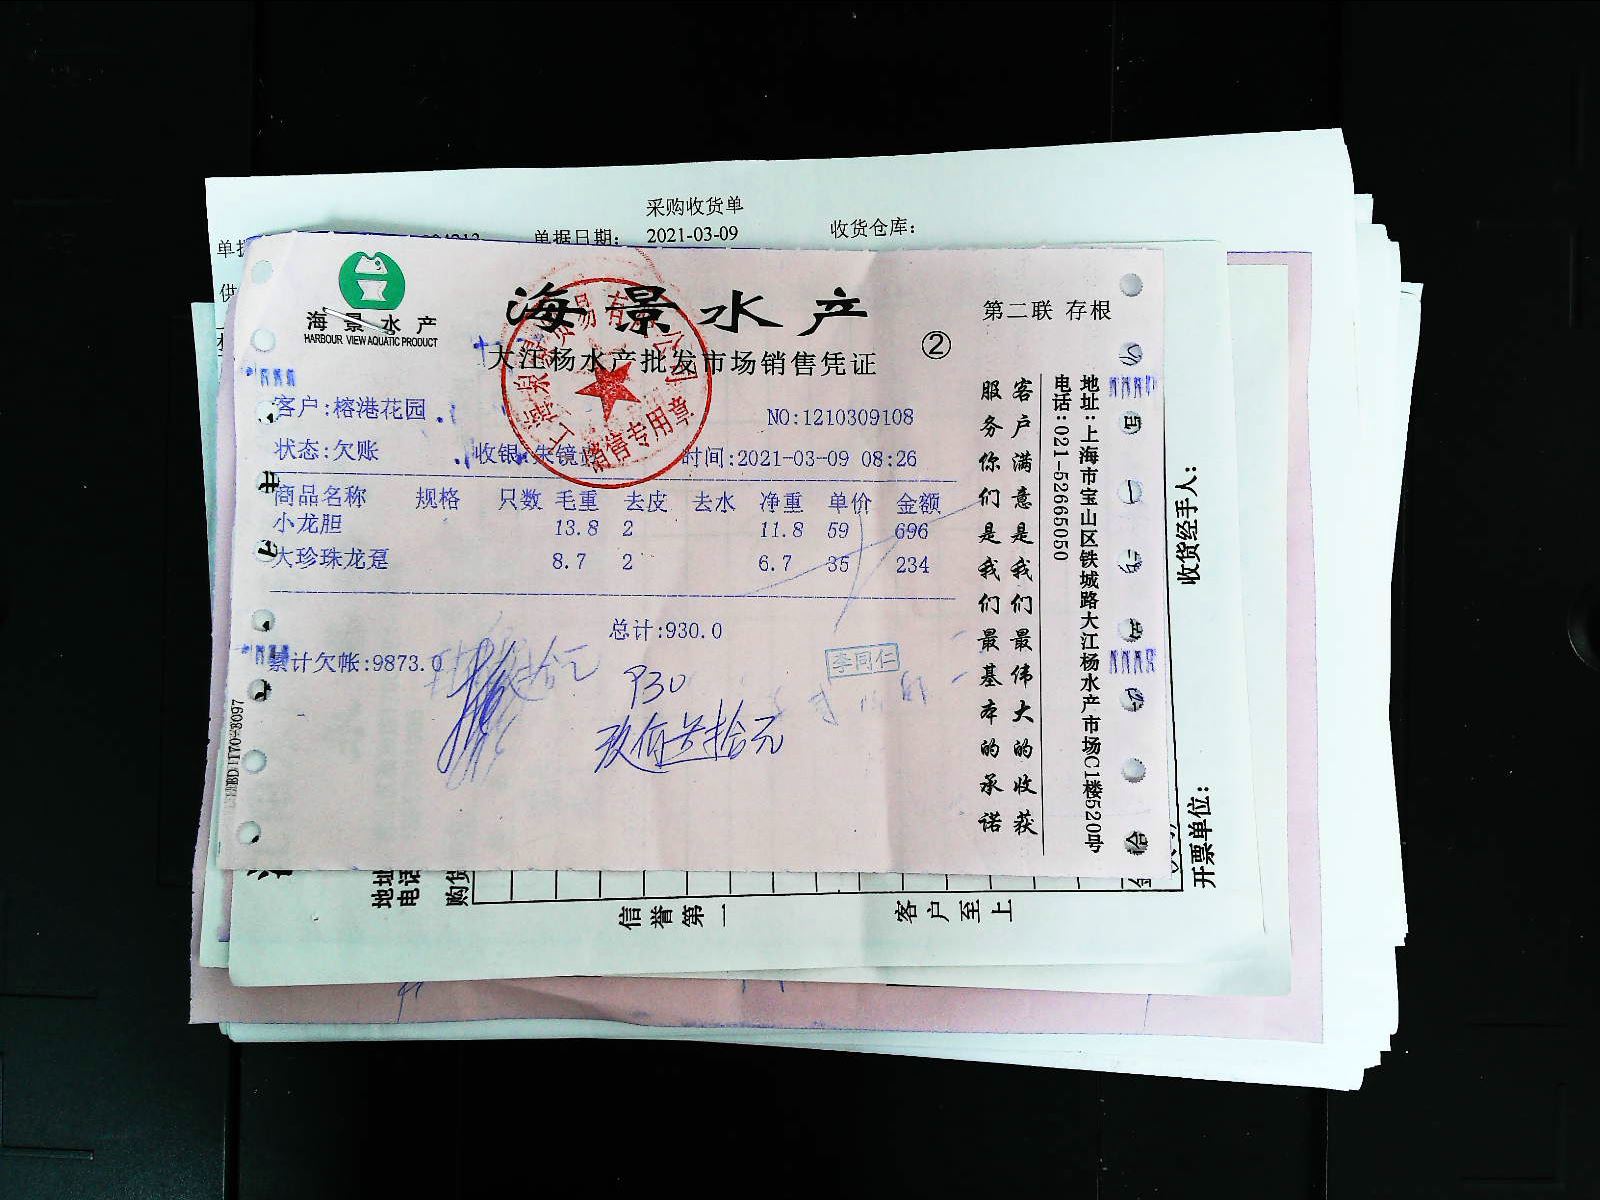 采购收货单
单据日期： 2021-03-09 收货仓库：
供
海景水产
HARBOUR VIEW AQUATIC PRODUCT
海景水产
大江杨水产批发市场销售凭证
②
第二联 存根
客户:榕港花园
NO:1210309108
状态:欠账 收银:朱镜 时间:2021-03-09 08:26
商品名称 规格 只数 毛重 去皮 去水 净重 单价 金额
小龙胆 13.8 2 11.8 59 696
大珍珠龙趸 8.7 2 6.7 35 234
总计:930.0
累计欠帐:9873.0
李同仁
930
玖佰叁拾元
客户满意是我们最伟大的收获
服务你们是我们最基本的承诺
地址:上海市宝山区铁城路大江杨水产市场C1楼520号
电话:021-52665050
收货经手人：
开票单位：
地址
电话
购货
信誉第一
客户至上